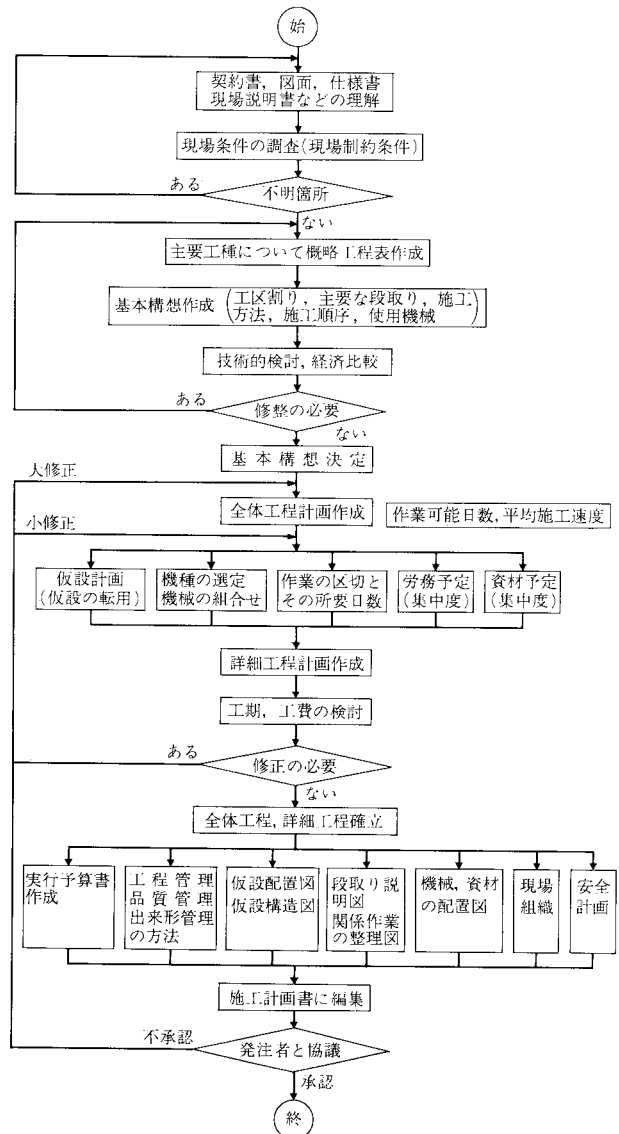 始
契約書,図面,仕様書
現場説明書などの理解
現場条件の調査(現場制約条件)
ある
不明箇所
ない
主要工種について概略工程表作成
基本構想作成 (工区割り,主要な段取り,施工
方法,施工順序,使用機械)
技術的検討,経済比較
ある
修整の必要
ない
基本構想決定
大修正
全体工程計画作成
作業可能日数,平均施工速度
小修正
仮設計画
(仮設の転用)
機種の選定
機械の組合せ
作業の区切と
その所要日数
労務予定
(集中度)
資材予定
(集中度)
詳細工程計画作成
工期,工費の検討
ある
修正の必要
ない
全体工程,詳細工程確立
実行予算書
作成
工程管理
品質管理
出来形管理
の方法
仮設配置図
仮設構造図
段取り説
明図
関係作業
の整理図
機械,資材
の配置図
現場
組織
安全
計画
施工計画書に編集
不承認
発注者と協議
承認
終